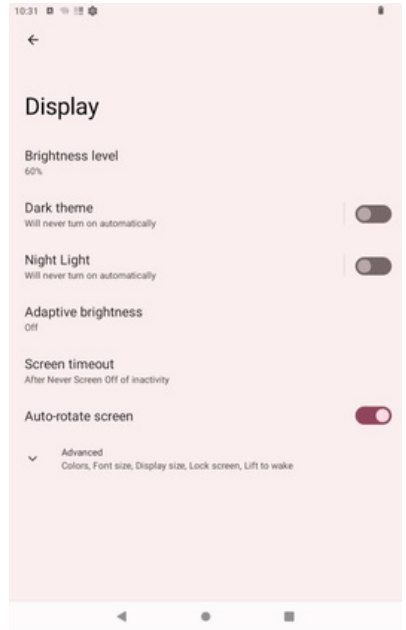 10:31
Display
Brightness level
60%
Dark theme
Will never turn on automatically
Night Light
Will never turn on automatically
Adaptive brightness
Off
Screen timeout
After Never Screen Off of inactivity
Auto-rotate screen
Advanced
Colors, Font size, Display size, Lock screen, Lift to wake